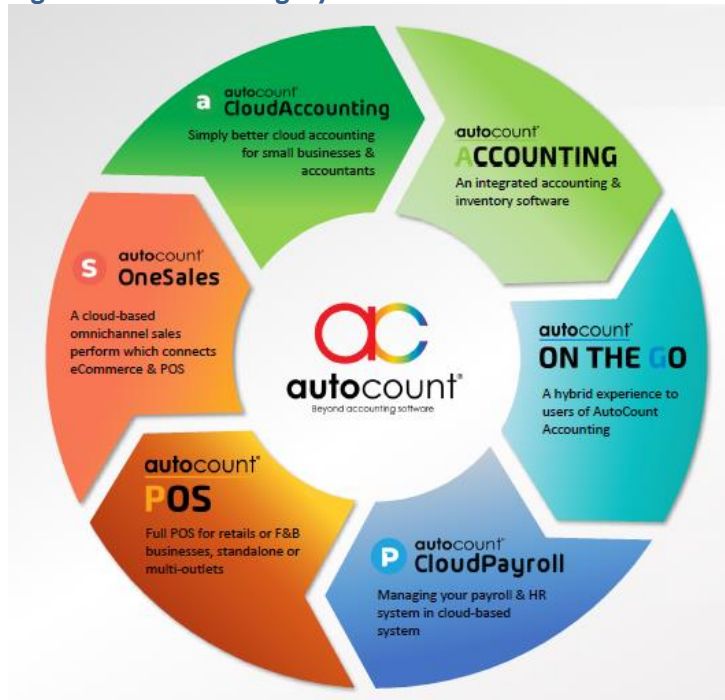 a autocount®
CloudAccounting
Simply better cloud accounting
for small businesses &
accountants
autocount®
ACCOUNTING
An integrated accounting &
inventory software
autocount®
ON THE GO
A hybrid experience to
users of AutoCount
Accounting
P autocount®
CloudPayroll
Managing your payroll & HR
system in cloud-based
system
autocount®
POS
Full POS for retails or F&B
businesses, standalone or
multi-outlets
S autocount®
OneSales
A cloud-based
omnichannel sales
perform which connects
eCommerce & POS
ac
autocount®
Beyond accounting software